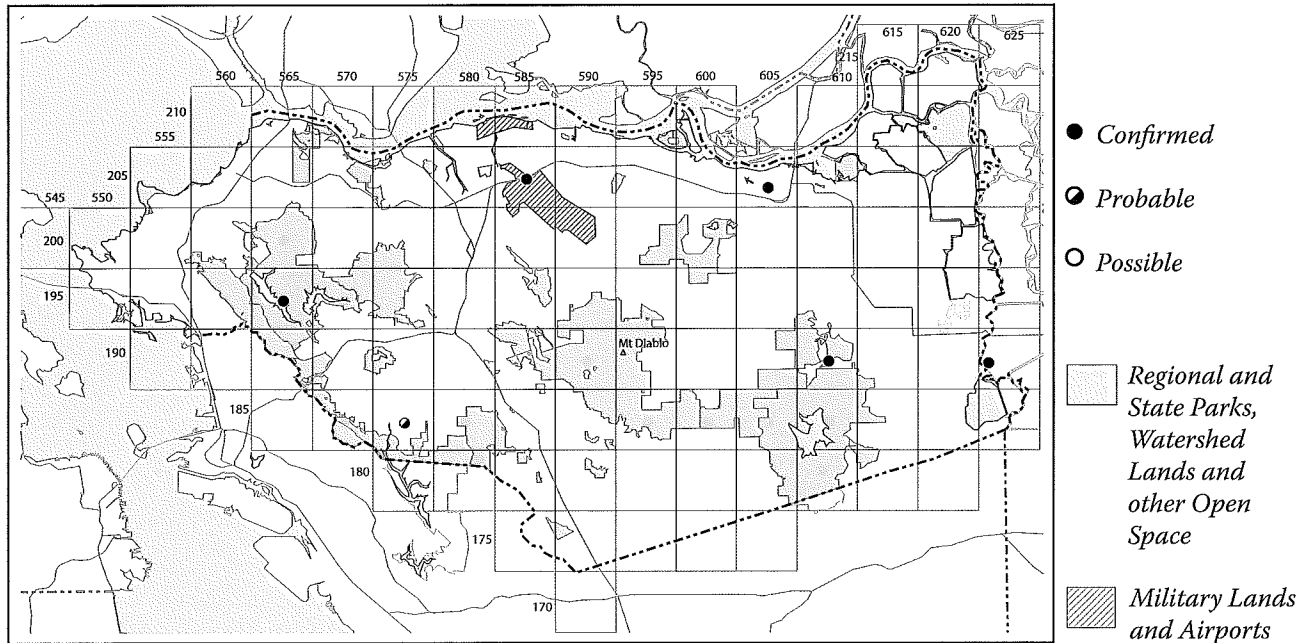 615
620
625
215
560
565
570
575
580
585
590
595
600
605
610
210
555
205
545
550
200
195
190
185
180
175
170
Mt Diablo
Confirmed
Probable
Possible
Regional and
State Parks,
Watershed
Lands and
other Open
Space
Military Lands
and Airports